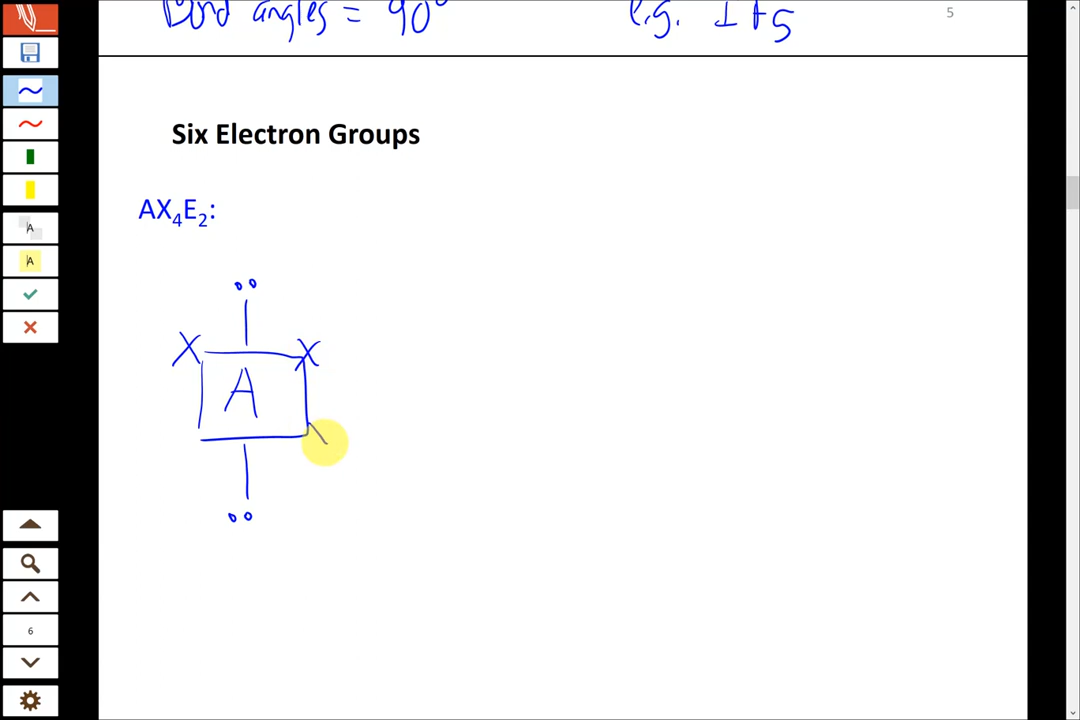 Bond angles = 90° e.g. IF5
5
Six Electron Groups
AX4E2:
X X
A
A
A
6